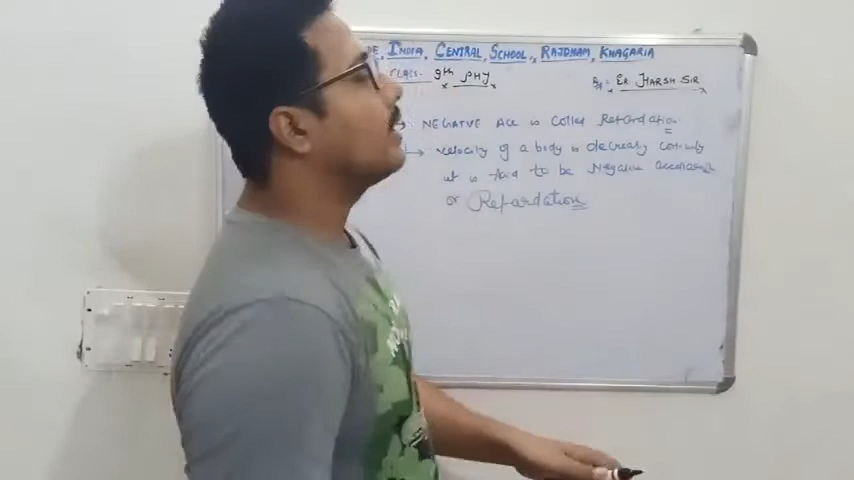 DE, INDIA, CENTRAL SCHOOL, RAJDHAM, KHAGARIA
CLASS- 9th PHY
By:- ER HARSH SIR
→ NEGATIVE ACC is Called Retardation
→ velocity of a body is decreasing
it is said to be Negative acceleration
or Retardation